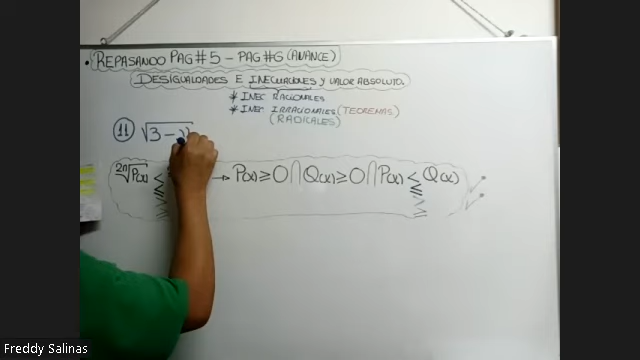 • REPASANDO PAG#5 - PAG#6 (AVANCE)
DESIGUALDADES E INECUACIONES Y VALOR ABSOLUTO.
* INEC RACIONALES
* INEC IRRACIONALES (TEOREMAS)
(RADICALES)
11 √3-
2n√P(x) < → P(x) ≥ 0 ∩ Q(x) ≥ 0 ∩ P(x) < Q(x)
≤ ≤
Freddy Salinas